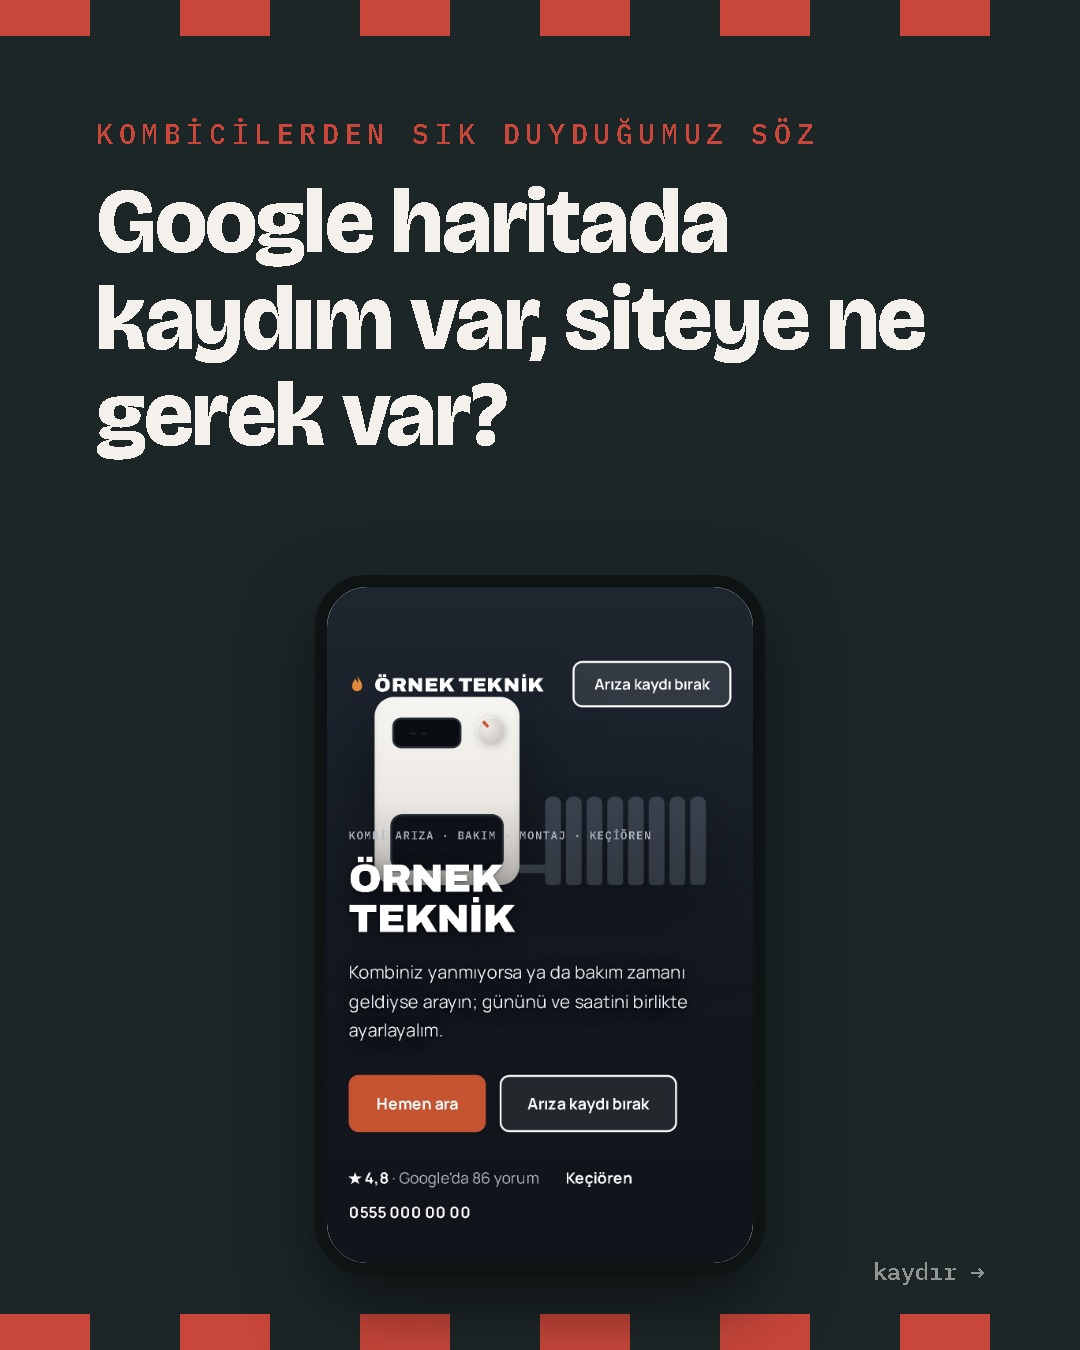 KOMBİCİLERDEN SIK DUYDUĞUMUZ SÖZ
Google haritada
kaydım var, siteye ne
gerek var?
ÖRNEK TEKNİK
Arıza kaydı bırak
KOMBİ ARIZA · BAKIM · MONTAJ · KEÇİÖREN
ÖRNEK
TEKNİK
Kombiniz yanmıyorsa ya da bakım zamanı
geldiyse arayın; gününü ve saatini birlikte
ayarlayalım.
Hemen ara
Arıza kaydı bırak
★ 4,8 · Google'da 86 yorum
Keçiören
0555 000 00 00
kaydır →